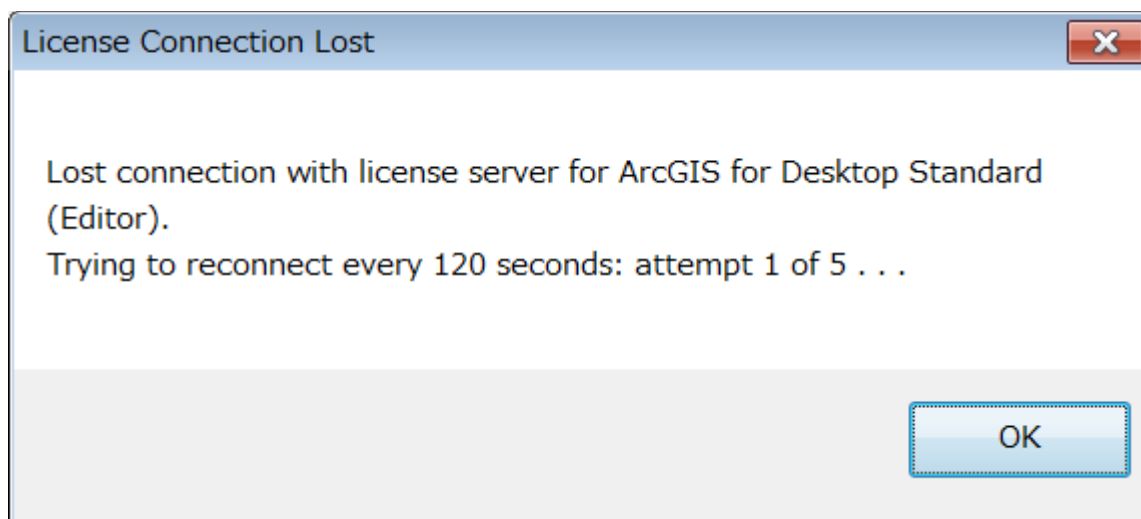 License Connection Lost
Lost connection with license server for ArcGIS for Desktop Standard
(Editor).
Trying to reconnect every 120 seconds: attempt 1 of 5 . . .
OK